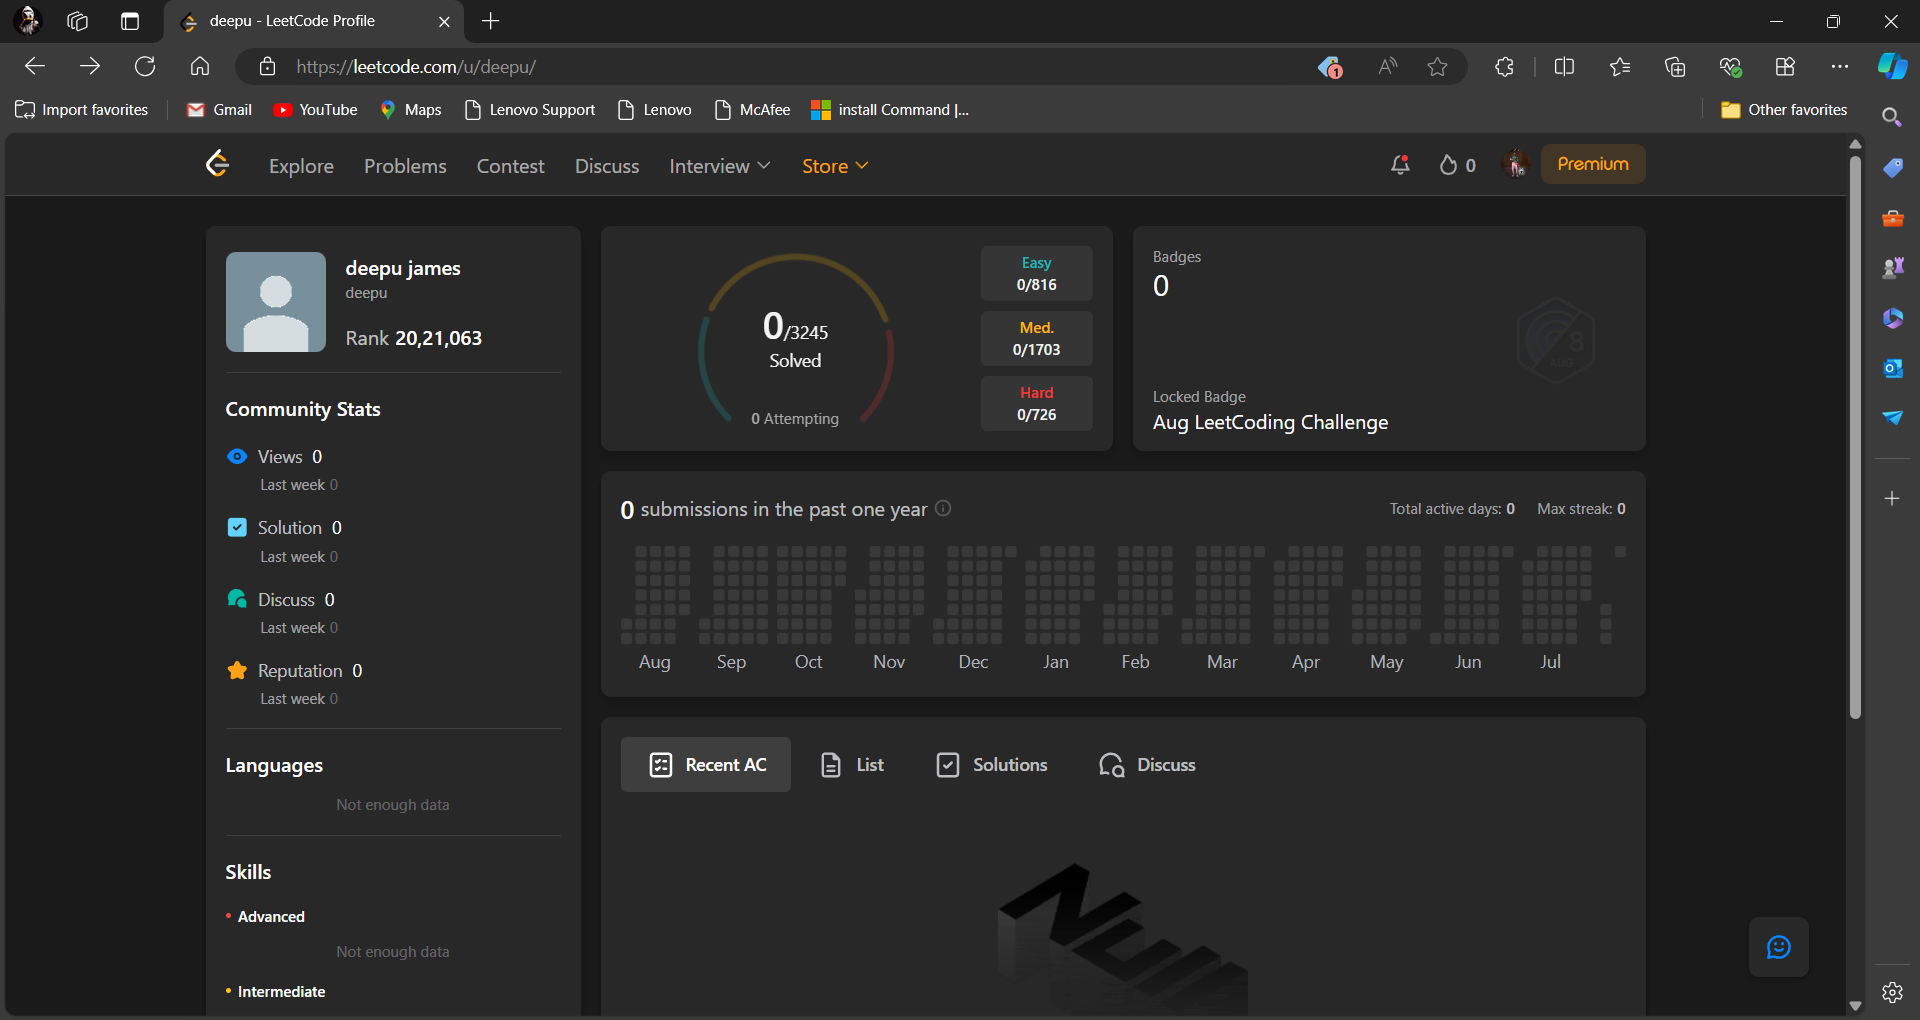 deepu - LeetCode Profile
https://leetcode.com/u/deepu/
1
Import favorites
Gmail
YouTube
Maps
Lenovo Support
Lenovo
McAfee
install Command |...
Other favorites
Explore
Problems
Contest
Discuss
Interview
Store
0
Premium
deepu james
deepu
Rank 20,21,063
Community Stats
Views 0
Last week 0
Solution 0
Last week 0
Discuss 0
Last week 0
Reputation 0
Last week 0
Languages
Not enough data
Skills
Advanced
Not enough data
Intermediate
0/3245
Solved
0 Attempting
Easy
0/816
Med.
0/1703
Hard
0/726
Badges
0
8
AUG
Locked Badge
Aug LeetCoding Challenge
0 submissions in the past one year
Total active days: 0
Max streak: 0
Aug Sep Oct Nov Dec Jan Feb Mar Apr May Jun Jul
Recent AC
List
Solutions
Discuss